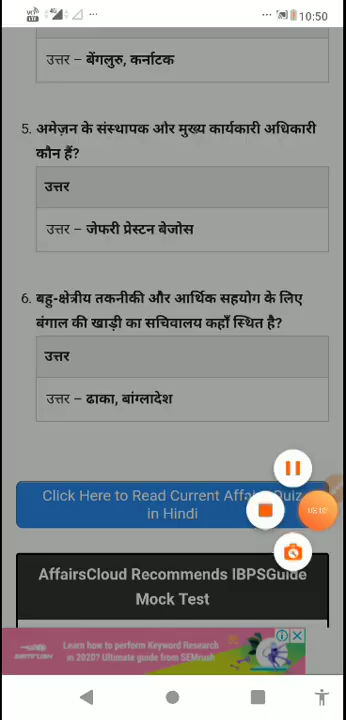 10:50
उत्तर – बेंगलुरु, कर्नाटक
5. अमेज़न के संस्थापक और मुख्य कार्यकारी अधिकारी
कौन हैं?
उत्तर
उत्तर – जेफरी प्रेस्टन बेजोस
6. बहु-क्षेत्रीय तकनीकी और आर्थिक सहयोग के लिए
बंगाल की खाड़ी का सचिवालय कहाँ स्थित है?
उत्तर
उत्तर – ढाका, बांग्लादेश
Click Here to Read Current Affairs Quiz
in Hindi
AffairsCloud Recommends IBPSGuide
Mock Test
Learn how to perform Keyword Research
in 2020? Ultimate guide from SEMrush
SEMRUSH